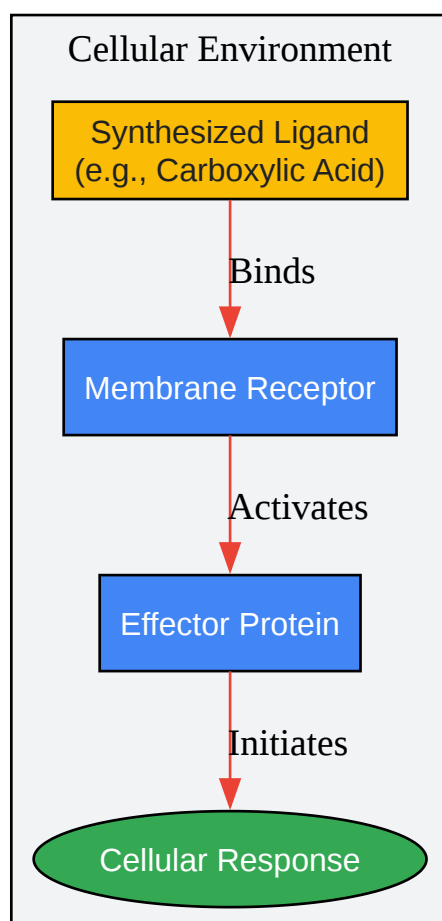 Cellular Environment
Synthesized Ligand
(e.g., Carboxylic Acid)
Binds
Membrane Receptor
Activates
Effector Protein
Initiates
Cellular Response